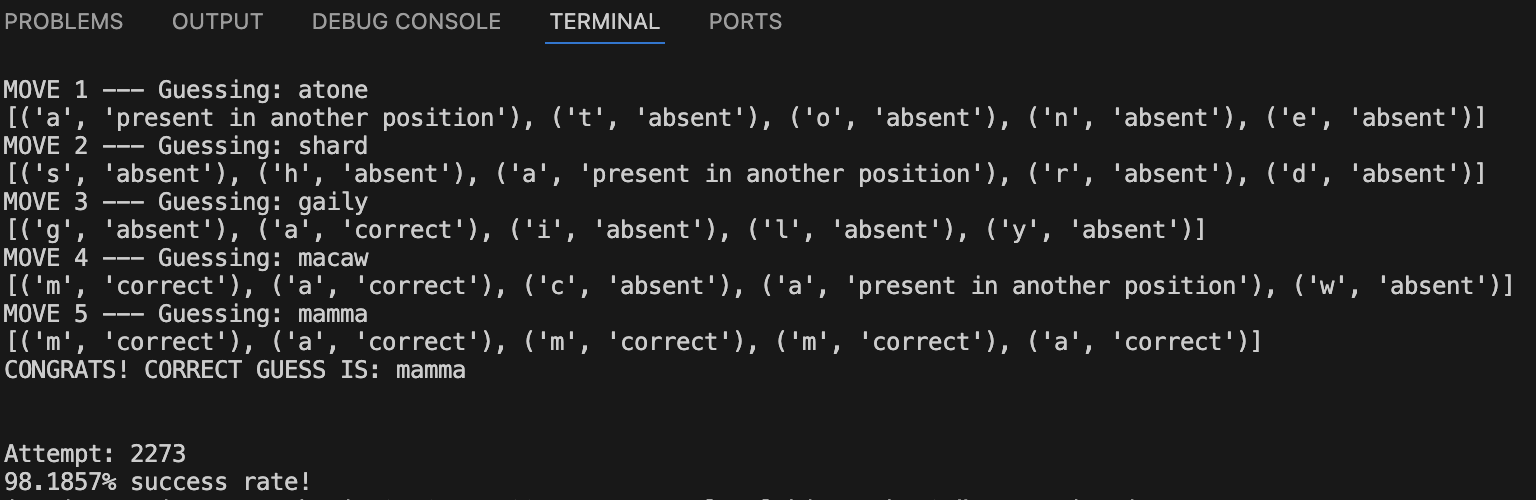 PROBLEMS OUTPUT DEBUG CONSOLE TERMINAL PORTS
MOVE 1 --- Guessing: atone
[('a', 'present in another position'), ('t', 'absent'), ('o', 'absent'), ('n', 'absent'), ('e', 'absent')]
MOVE 2 --- Guessing: shard
[('s', 'absent'), ('h', 'absent'), ('a', 'present in another position'), ('r', 'absent'), ('d', 'absent')]
MOVE 3 --- Guessing: gaily
[('g', 'absent'), ('a', 'correct'), ('i', 'absent'), ('l', 'absent'), ('y', 'absent')]
MOVE 4 --- Guessing: macaw
[('m', 'correct'), ('a', 'correct'), ('c', 'absent'), ('a', 'present in another position'), ('w', 'absent')]
MOVE 5 --- Guessing: mamma
[('m', 'correct'), ('a', 'correct'), ('m', 'correct'), ('m', 'correct'), ('a', 'correct')]
CONGRATS! CORRECT GUESS IS: mamma
Attempt: 2273
98.1857% success rate!